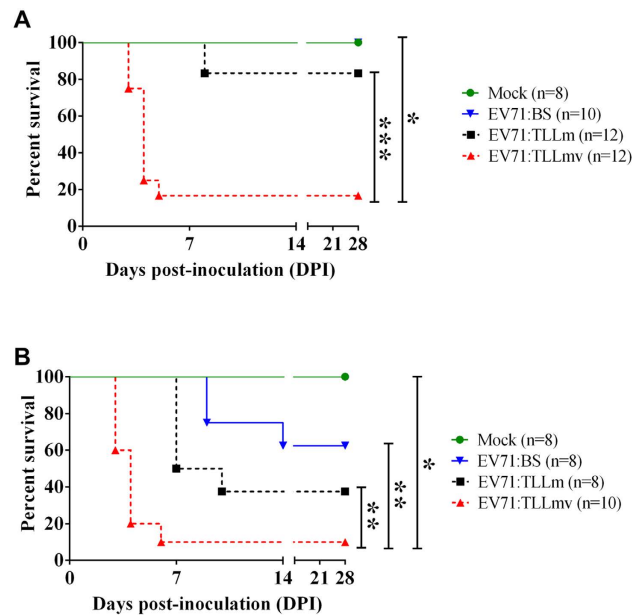 A
Percent survival
100
80
60
40
20
0
0 7 14 21 28
Days post-inoculation (DPI)
***
*
Mock (n=8)
EV71:BS (n=10)
EV71:TLLm (n=12)
EV71:TLLmv (n=12)
B
Percent survival
100
80
60
40
20
0
0 7 14 21 28
Days post-inoculation (DPI)
**
**
*
Mock (n=8)
EV71:BS (n=8)
EV71:TLLm (n=8)
EV71:TLLmv (n=10)